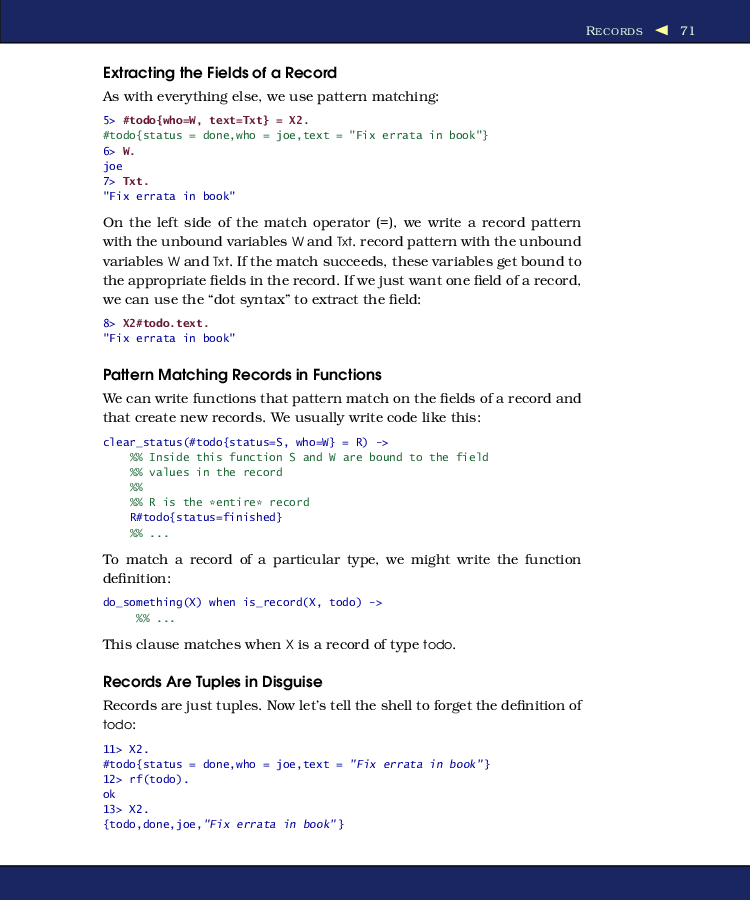 RECORDS ◀ 71
Extracting the Fields of a Record
As with everything else, we use pattern matching:
5> #todo{who=W, text=Txt} = X2.
#todo{status = done,who = joe,text = "Fix errata in book"}
6> W.
joe
7> Txt.
"Fix errata in book"
On the left side of the match operator (=), we write a record pattern
with the unbound variables W and Txt. record pattern with the unbound
variables W and Txt. If the match succeeds, these variables get bound to
the appropriate fields in the record. If we just want one field of a record,
we can use the “dot syntax” to extract the field:
8> X2#todo.text.
"Fix errata in book"
Pattern Matching Records in Functions
We can write functions that pattern match on the fields of a record and
that create new records. We usually write code like this:
clear_status(#todo{status=S, who=W} = R) ->
%% Inside this function S and W are bound to the field
%% values in the record
%%
%% R is the *entire* record
R#todo{status=finished}
%% ...
To match a record of a particular type, we might write the function
definition:
do_something(X) when is_record(X, todo) ->
%% ...
This clause matches when X is a record of type todo.
Records Are Tuples in Disguise
Records are just tuples. Now let’s tell the shell to forget the definition of
todo:
11> X2.
#todo{status = done,who = joe,text = "Fix errata in book"}
12> rf(todo).
ok
13> X2.
{todo,done,joe,"Fix errata in book"}